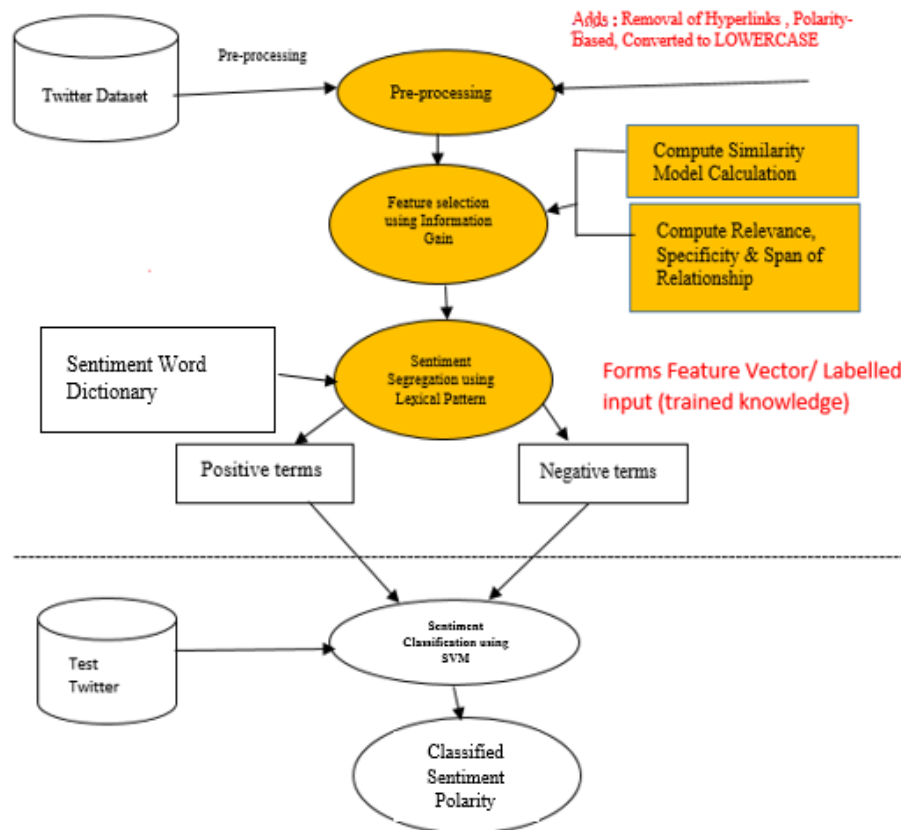 Adds : Removal of Hyperlinks , Polarity-
Based, Converted to LOWERCASE
Pre-processing
Twitter Dataset
Pre-processing
Compute Similarity
Model Calculation
Feature selection
using Information
Gain
Compute Relevance,
Specificity & Span of
Relationship
Sentiment Word
Dictionary
Sentiment
Segregation using
Lexical Pattern
Forms Feature Vector/ Labelled
input (trained knowledge)
Positive terms
Negative terms
Test
Twitter
Sentiment
Classification using
SVM
Classified
Sentiment
Polarity